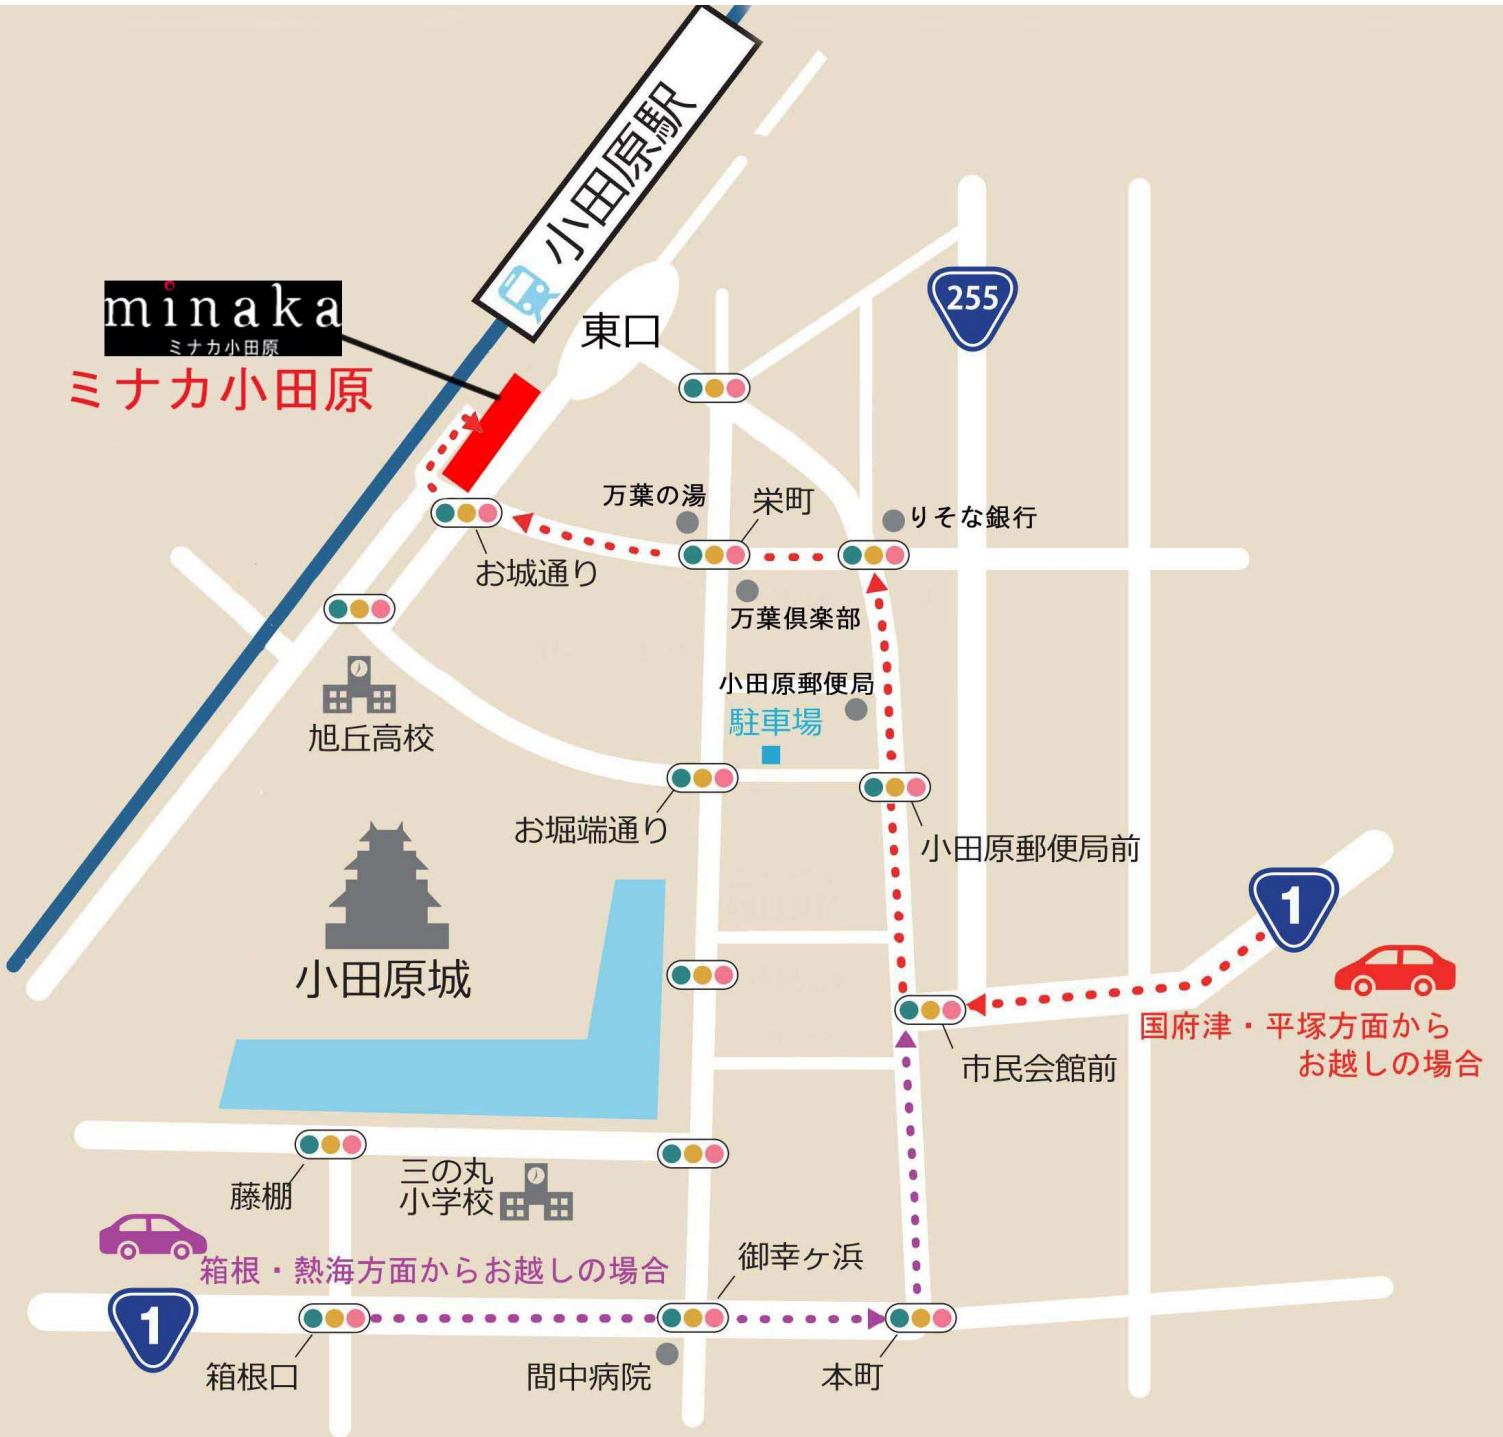 小田原駅
minaka
ミナカ小田原
ミナカ小田原
東口
255
万葉の湯
栄町
りそな銀行
お城通り
万葉倶楽部
小田原郵便局
駐車場
旭丘高校
お堀端通り
小田原郵便局前
1
小田原城
国府津・平塚方面から
お越しの場合
市民会館前
藤棚
三の丸
小学校
箱根・熱海方面からお越しの場合
御幸ヶ浜
1
箱根口
間中病院
本町